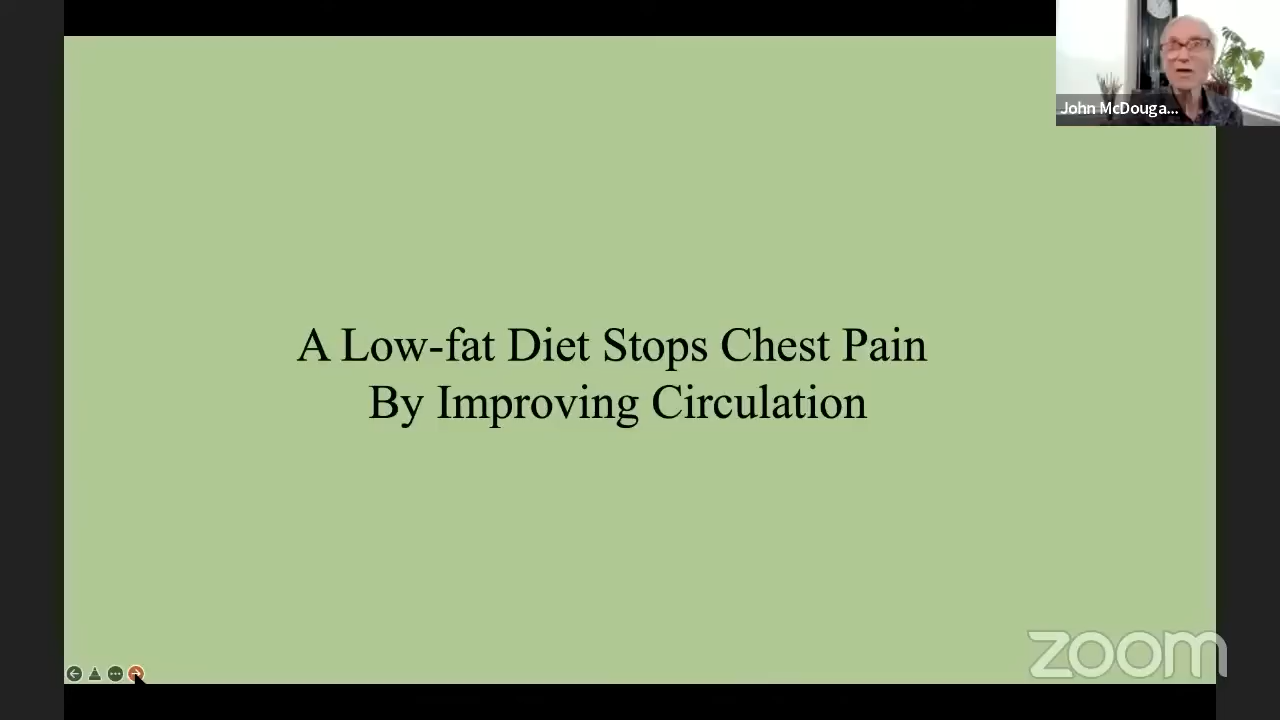 John McDouga...
A Low-fat Diet Stops Chest Pain
By Improving Circulation
zoom